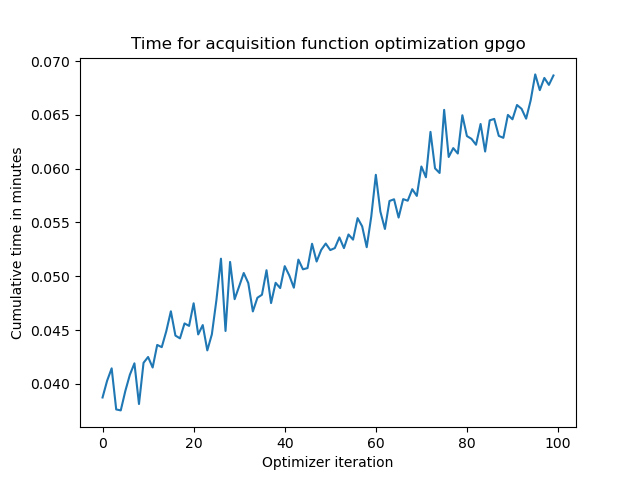 Time for acquisition function optimization gpgo
Cumulative time in minutes
0.070
0.065
0.060
0.055
0.050
0.045
0.040
0 20 40 60 80 100
Optimizer iteration